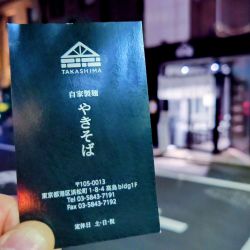 TAKASHIMA
自家製麺
やきそば
〒105-0013
東京都港区浜松町1-8-4 高島bldg1F
Tel 03-5843-7191
Fax 03-5843-7192
定休日 土・日・祝